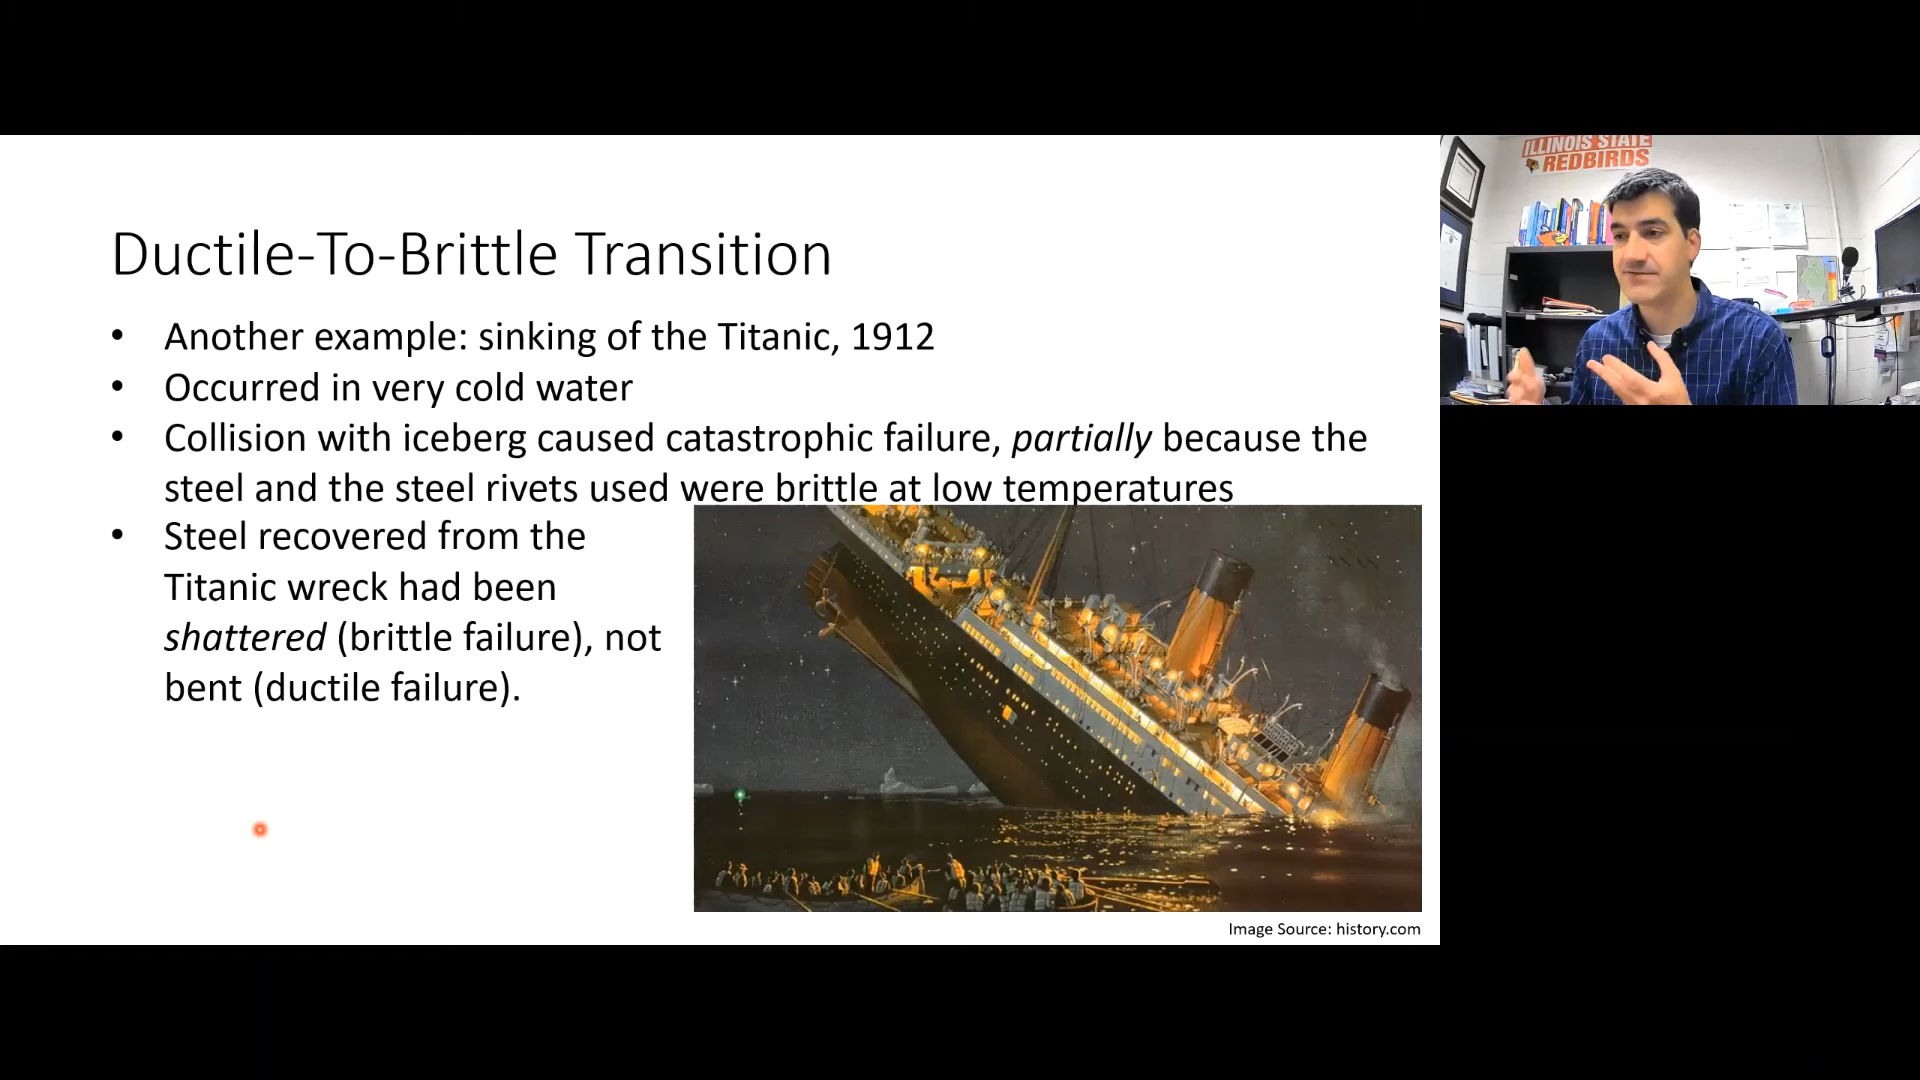 Ductile-To-Brittle Transition
• Another example: sinking of the Titanic, 1912
• Occurred in very cold water
• Collision with iceberg caused catastrophic failure, partially because the
steel and the steel rivets used were brittle at low temperatures
• Steel recovered from the
Titanic wreck had been
shattered (brittle failure), not
bent (ductile failure).
Image Source: history.com
ILLINOIS STATE
REDBIRDS